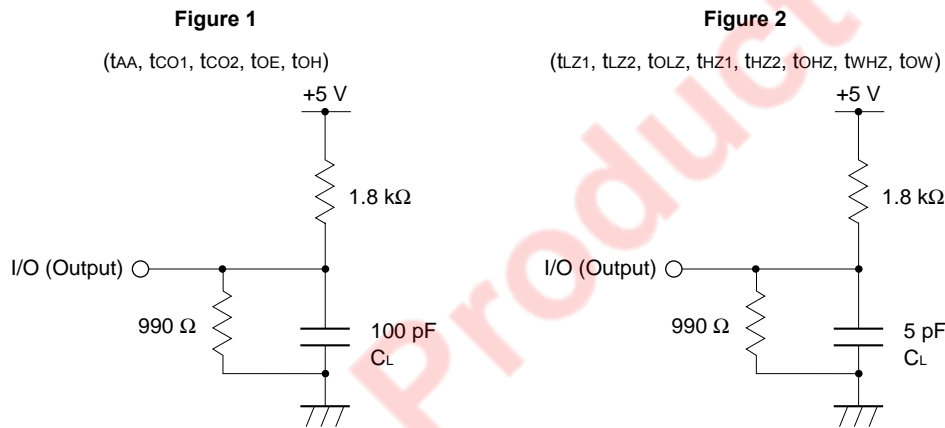 Figure 1
(tAA, tCO1, tCO2, tOE, tOH)
+5 V
1.8 kΩ
I/O (Output)
990 Ω
100 pF
CL
Figure 2
(tLZ1, tLZ2, tOLZ, tHZ1, tHZ2, tOHZ, tWHZ, tOW)
+5 V
1.8 kΩ
I/O (Output)
990 Ω
5 pF
CL
Product